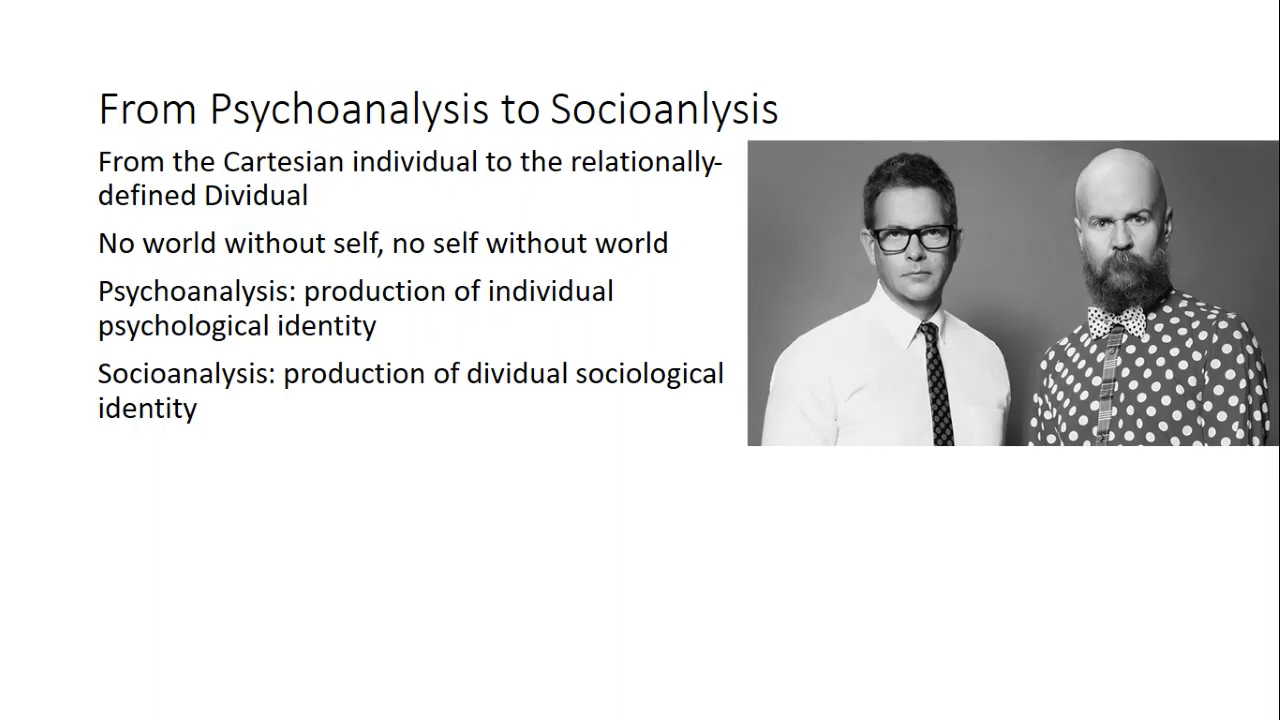 From Psychoanalysis to Socioanlysis
From the Cartesian individual to the relationally-
defined Dividual
No world without self, no self without world
Psychoanalysis: production of individual
psychological identity
Socioanalysis: production of dividual sociological
identity